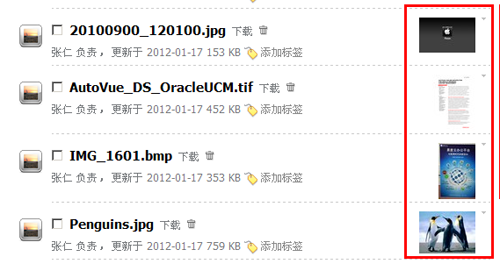 20100900_120100.jpg 下载
张仁 负责, 更新于 2012-01-17 153 KB 添加标签
AutoVue_DS_OracleUCM.tif 下载
张仁 负责, 更新于 2012-01-17 452 KB 添加标签
IMG_1601.bmp 下载
张仁 负责, 更新于 2012-01-17 353 KB 添加标签
Penguins.jpg 下载
张仁 负责, 更新于 2012-01-17 759 KB 添加标签